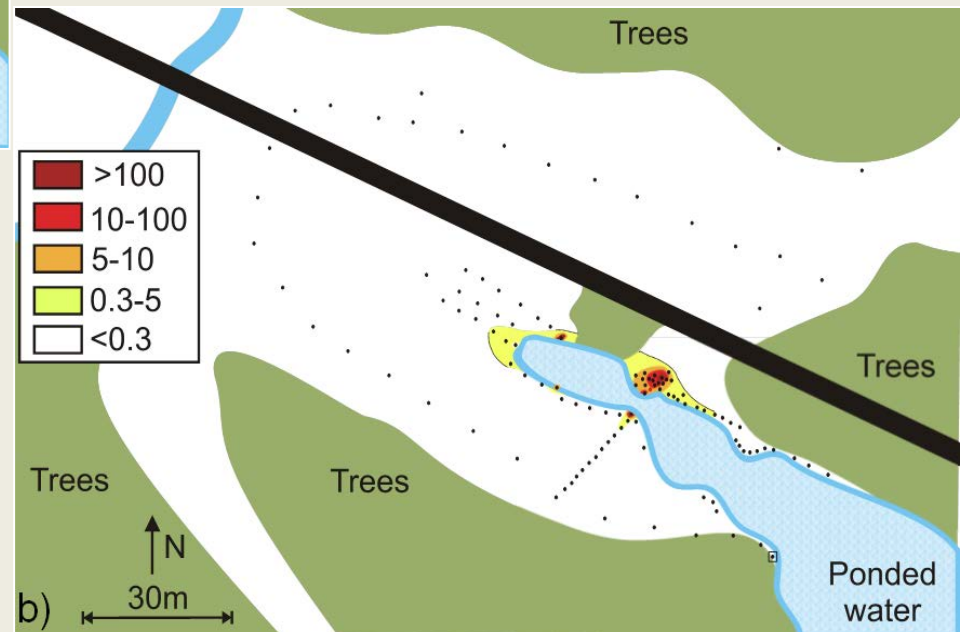 Trees
>100
10-100
5-10
0.3-5
<0.3
Trees
Trees
Trees
N
30m
b)
Ponded
water